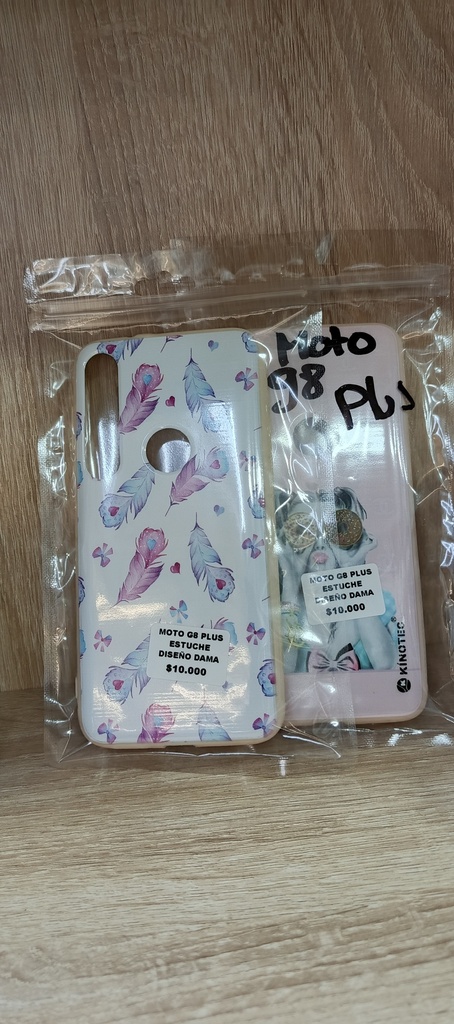 Moto
g8 Plus
MOTO G8 PLUS
ESTUCHE
DISEÑO DAMA
$10.000
MOTO G8 PLUS
ESTUCHE
DISEÑO DAMA
$10.000
KINGTEC®